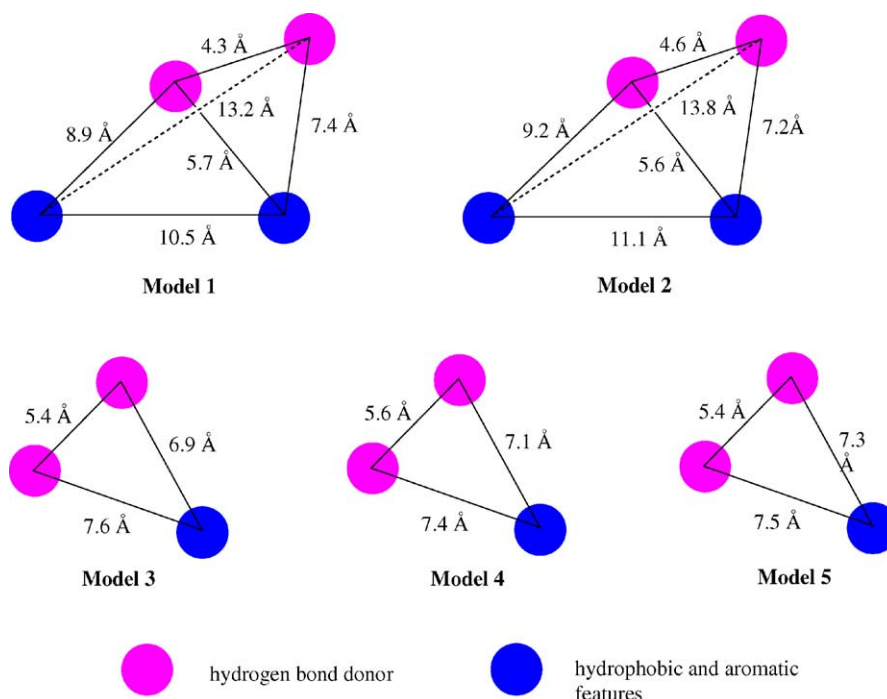 4.3 Å
4.6 Å
8.9 Å
13.2 Å
7.4 Å
9.2 Å
13.8 Å
7.2Å
5.7 Å
5.6 Å
10.5 Å
11.1 Å
Model 1
Model 2
5.4 Å
6.9 Å
5.6 Å
7.1 Å
5.4 Å
7.3
Å
7.6 Å
7.4 Å
7.5 Å
Model 3
Model 4
Model 5
hydrogen bond donor
hydrophobic and aromatic
features